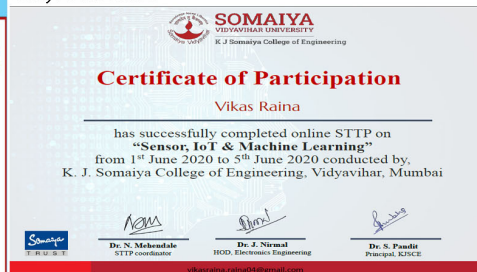 SOMAIYA
VIDYAVIHAR UNIVERSITY
K J Somaiya College of Engineering
Certificate of Participation
Vikas Raina
has successfully completed online STTP on
“Sensor, IoT & Machine Learning”
from 1st June 2020 to 5th June 2020 conducted by,
K. J. Somaiya College of Engineering, Vidyavihar, Mumbai
Dr. N. Mehendale
STTP coordinator
Dr. J. Nirmal
HOD, Electronics Engineering
Dr. S. Pandit
Principal, KJSCE
Somaiya
TRUST
vikasraina.raina04@gmail.com